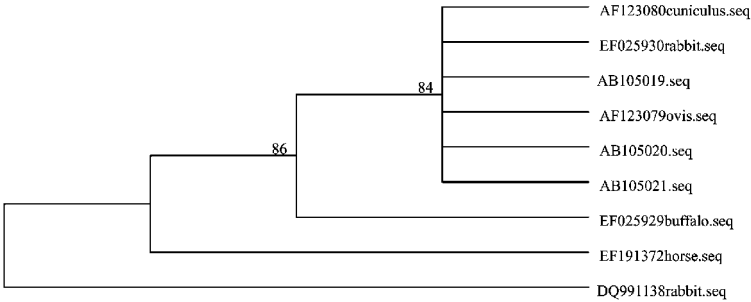 AF123080cuniculus.seq
EF025930rabbit.seq
84
AB105019.seq
AF123079ovis.seq
86
AB105020.seq
AB105021.seq
EF025929buffalo.seq
EF191372horse.seq
DQ991138rabbit.seq